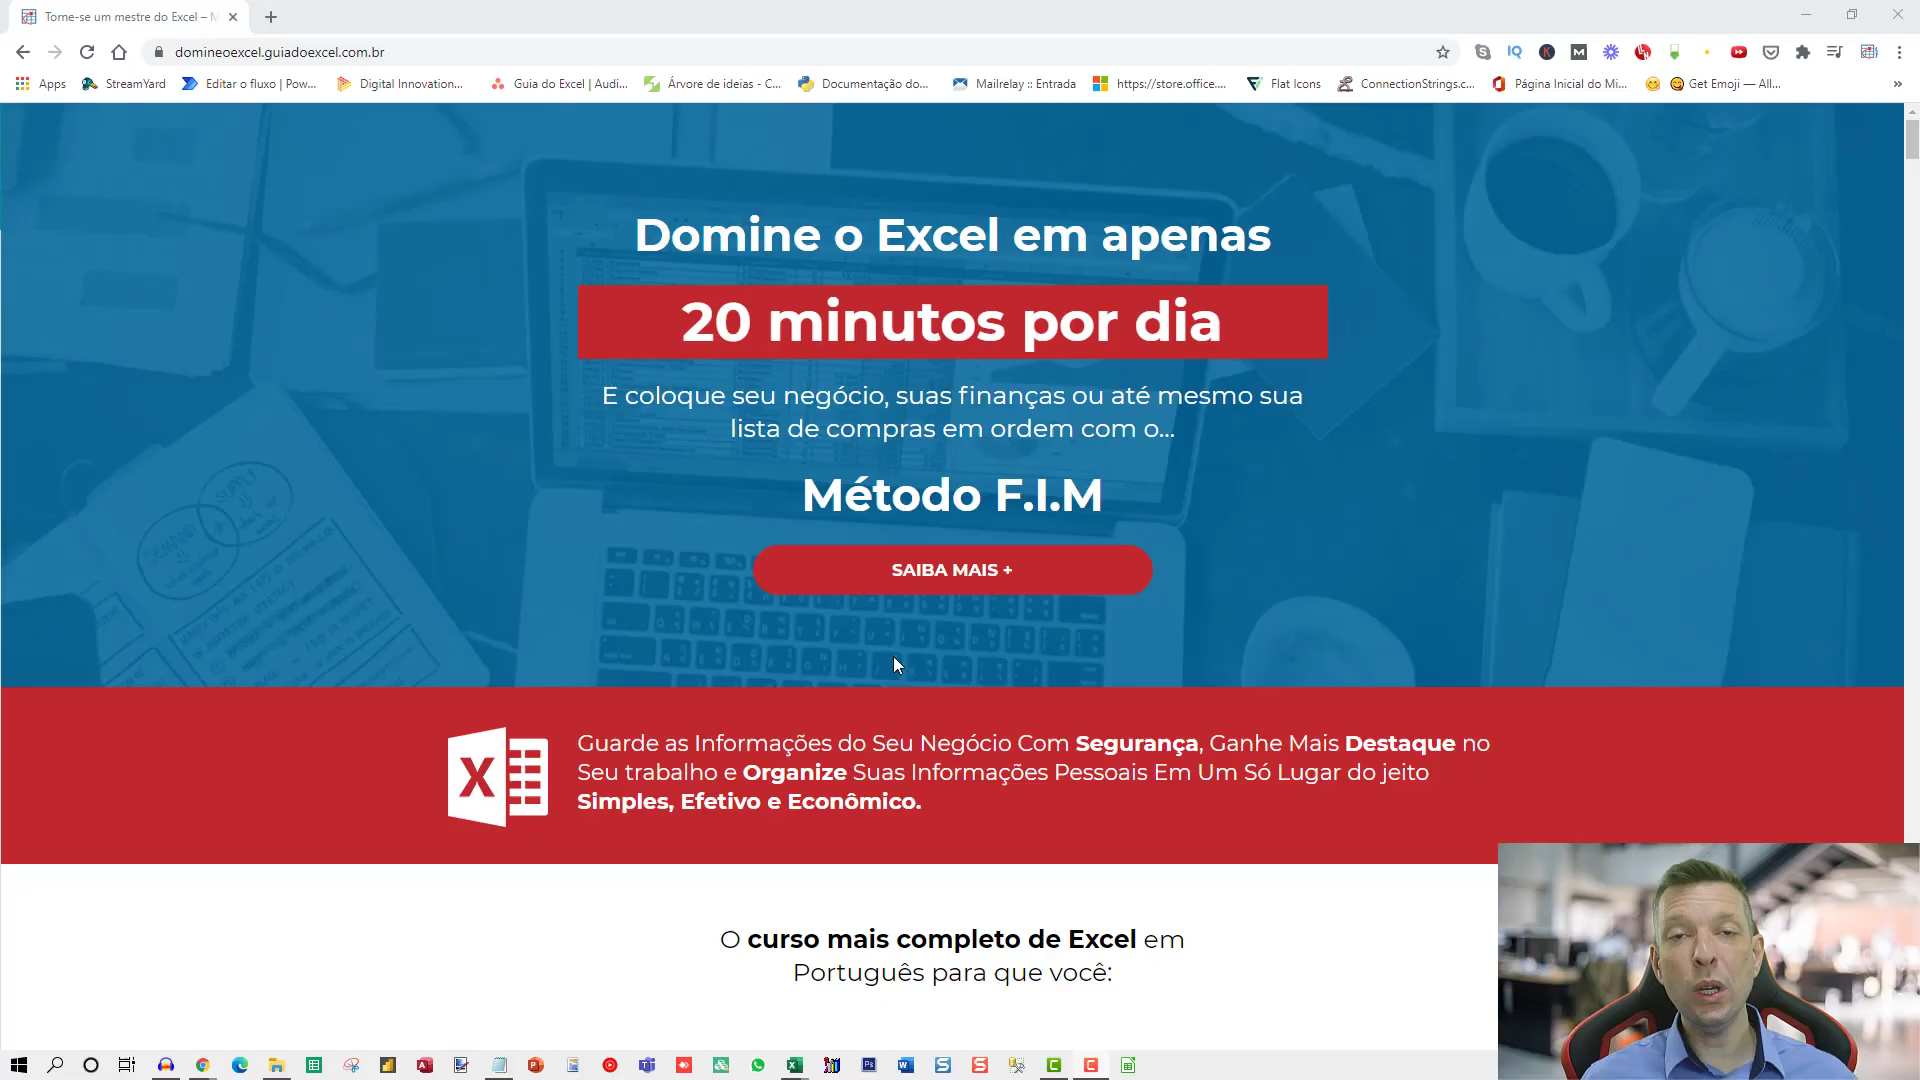 Torne-se um mestre do Excel – M
domineoexcel.guiadoexcel.com.br
Apps StreamYard Editar o fluxo | Pow... Digital Innovation... Guia do Excel | Audi... Árvore de ideias - C... Documentação do... Mailrelay :: Entrada https://store.office.... Flat Icons ConnectionStrings.c... Página Inicial do Mi... Get Emoji — All... »
Domine o Excel em apenas
20 minutos por dia
E coloque seu negócio, suas finanças ou até mesmo sua
lista de compras em ordem com o...
Método F.I.M
SAIBA MAIS +
Guarde as Informações do Seu Negócio Com Segurança, Ganhe Mais Destaque no
Seu trabalho e Organize Suas Informações Pessoais Em Um Só Lugar do jeito
Simples, Efetivo e Econômico.
O curso mais completo de Excel em
Português para que você: